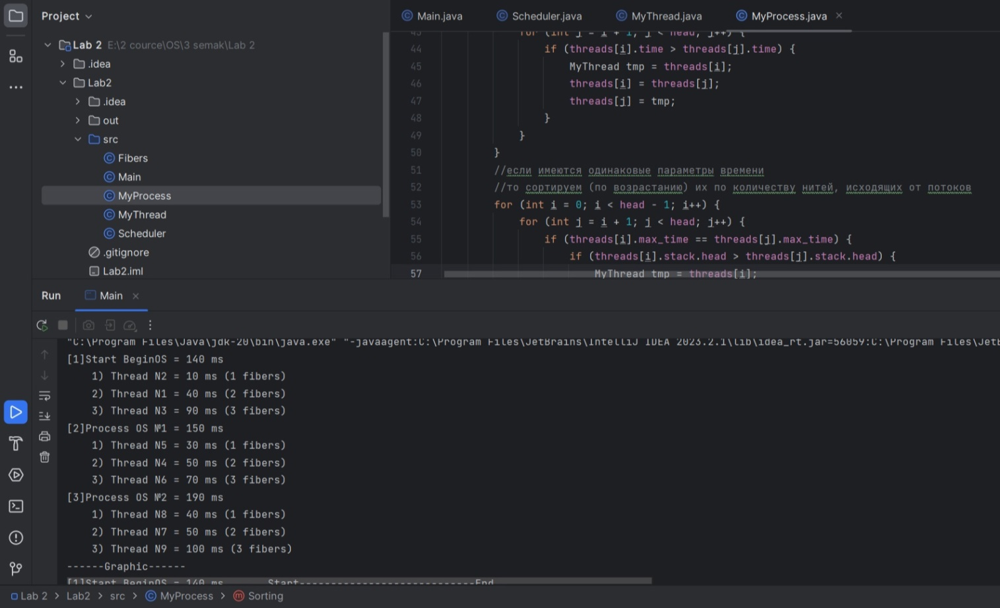 Project
Lab 2 E:\2 cource\OS\3 semak\Lab 2
.idea
Lab2
.idea
out
src
Fibers
Main
MyProcess
MyThread
Scheduler
.gitignore
Lab2.iml
Main.java Scheduler.java MyThread.java MyProcess.java
43 for (int j = i + 1; j < head; j++) {
44 if (threads[i].time > threads[j].time) {
45 MyThread tmp = threads[i];
46 threads[i] = threads[j];
47 threads[j] = tmp;
48 }
49 }
50 }
51 //если имеются одинаковые параметры времени
52 //то сортируем (по возрастанию) их по количеству нитей, исходящих от потоков
53 for (int i = 0; i < head - 1; i++) {
54 for (int j = i + 1; j < head; j++) {
55 if (threads[i].max_time == threads[j].max_time) {
56 if (threads[i].stack.head > threads[j].stack.head) {
57 MyThread tmp = threads[i];
Run Main
"C:\Program Files\Java\jdk-20\bin\java.exe" "-javaagent:C:\Program Files\JetBrains\IntelliJ IDEA 2023.2.1\lib\idea_rt.jar=56059:C:\Program Files\JetB
[1]Start BeginOS = 140 ms
1) Thread N2 = 10 ms (1 fibers)
2) Thread N1 = 40 ms (2 fibers)
3) Thread N3 = 90 ms (3 fibers)
[2]Process OS №1 = 150 ms
1) Thread N5 = 30 ms (1 fibers)
2) Thread N4 = 50 ms (2 fibers)
3) Thread N6 = 70 ms (3 fibers)
[3]Process OS №2 = 190 ms
1) Thread N8 = 40 ms (1 fibers)
2) Thread N7 = 50 ms (2 fibers)
3) Thread N9 = 100 ms (3 fibers)
------Graphic------
[1]Start BeginOS = 140 ms Start----------------------------End
Lab 2 > Lab2 > src > MyProcess > Sorting